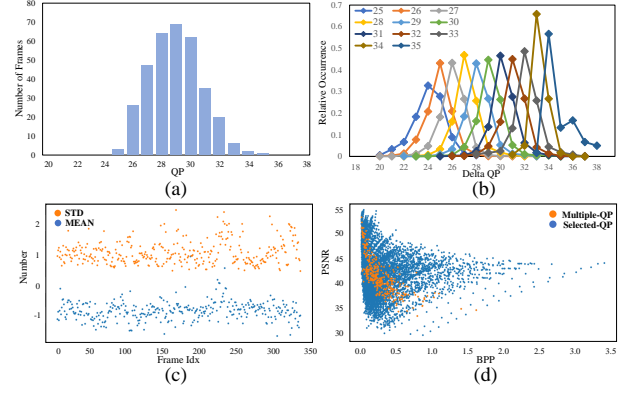 80
70
60
50
40
30
20
10
0
Number of Frames
20 22 24 26 28 30 32 34 36 38
QP
(a)
0.7
0.6
0.5
0.4
0.3
0.2
0.1
0
Relative Occurrence
25 26 27
28 29 30
31 32 33
34 35
18 20 22 24 26 28 30 32 34 36 38
Delta QP
(b)
STD
MEAN
2
1
0
-1
Number
0 50 100 150 200 250 300 350
Frame Idx
(c)
55
50
45
40
35
30
PSNR
Multiple-QP
Selected-QP
0.0 0.5 1.0 1.5 2.0 2.5 3.0 3.5
BPP
(d)